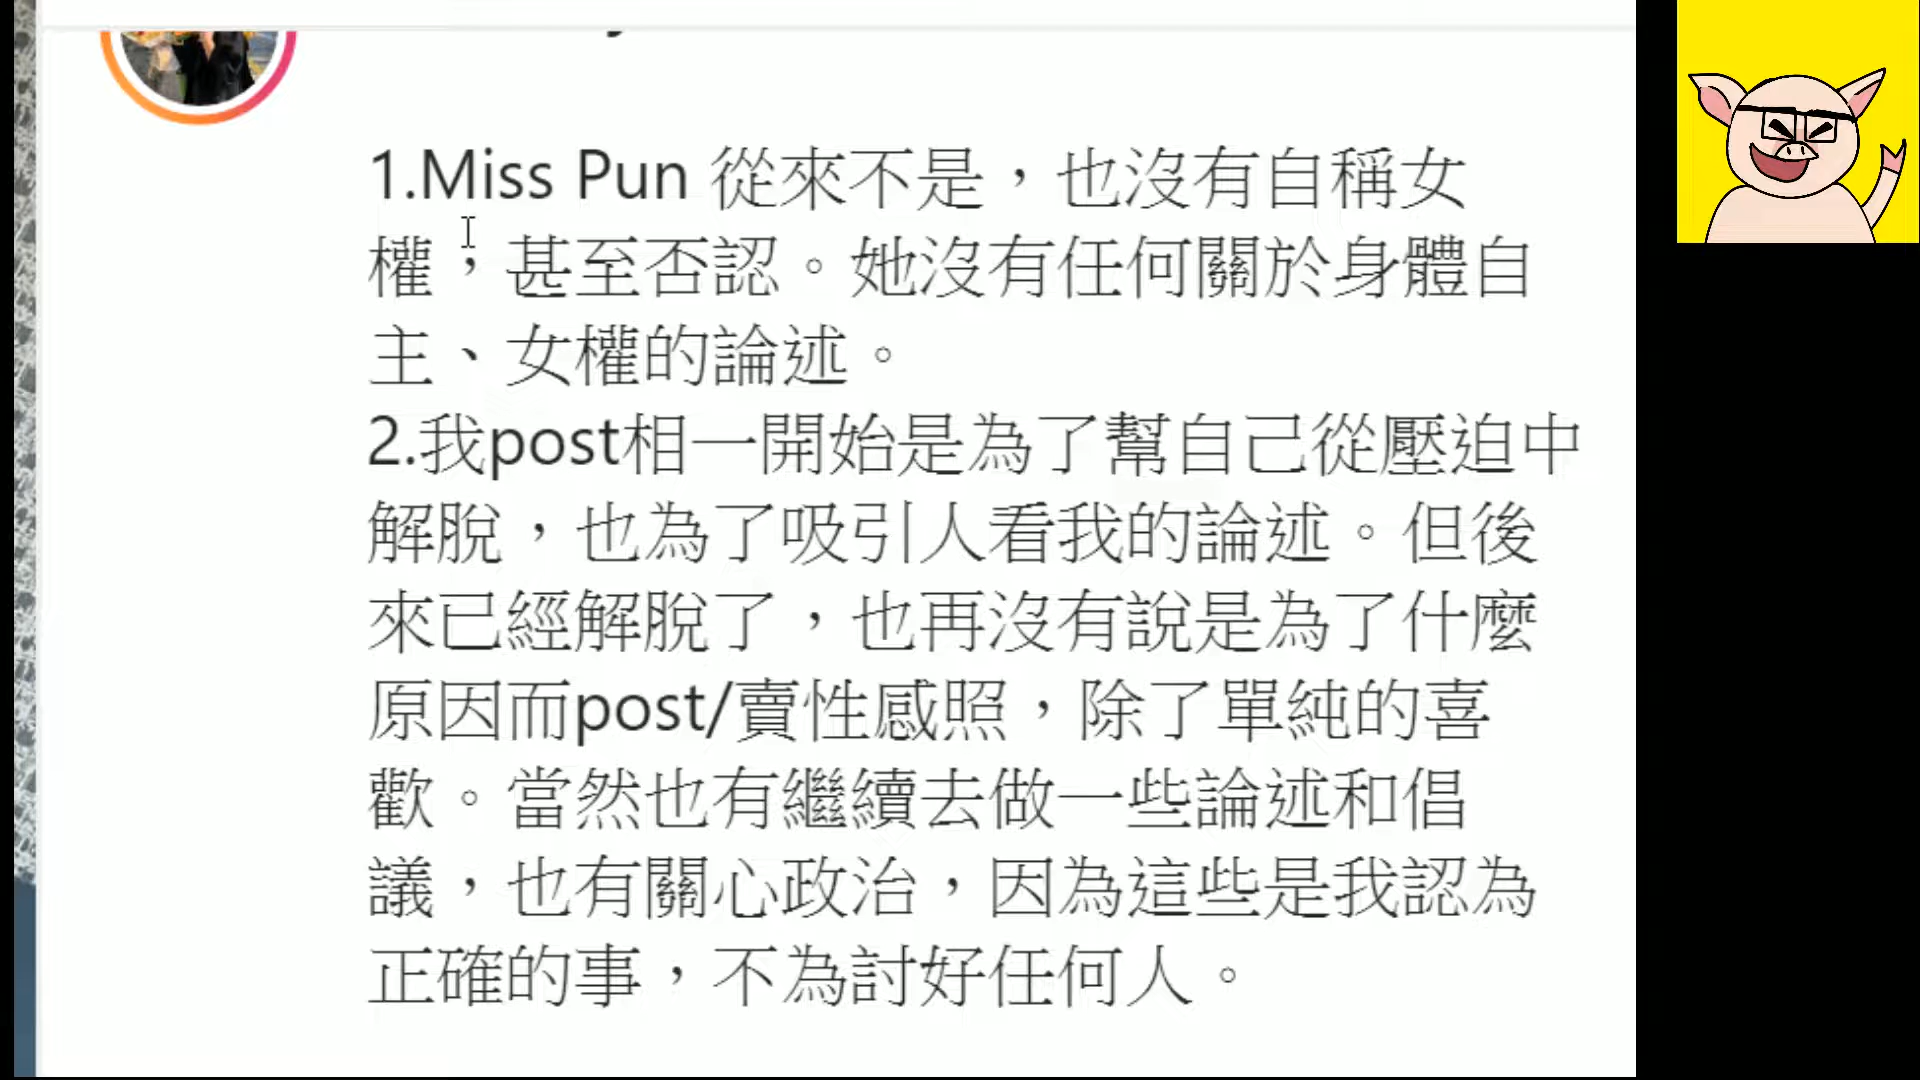 1.Miss Pun 從來不是，也沒有自稱女
權，甚至否認。她沒有任何關於身體自
主、女權的論述。
2.我post相一開始是為了幫自己從壓迫中
解脫，也為了吸引人看我的論述。但後
來已經解脫了，也再沒有說是為了什麼
原因而post/賣性感照，除了單純的喜
歡。當然也有繼續去做一些論述和倡
議，也有關心政治，因為這些是我認為
正確的事，不為討好任何人。